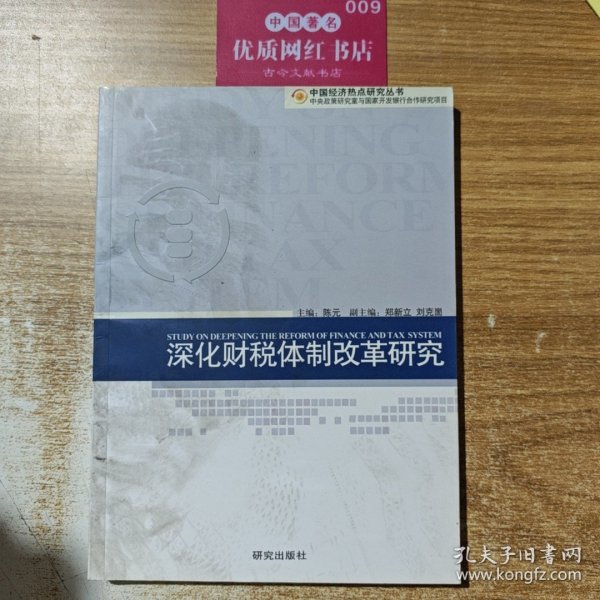 009
中国著名
优质网红书店
古今文献书店
中国经济热点研究丛书
中央政策研究室与国家开发银行合作研究项目
EEPENING
REFORM
NANCE
TAX
主编：陈元 副主编：郑新立 刘克崮
STUDY ON DEEPENING THE REFORM OF FINANCE AND TAX SYSTEM
深化财税体制改革研究
研究出版社
孔夫子旧书网
www.kongfz.com